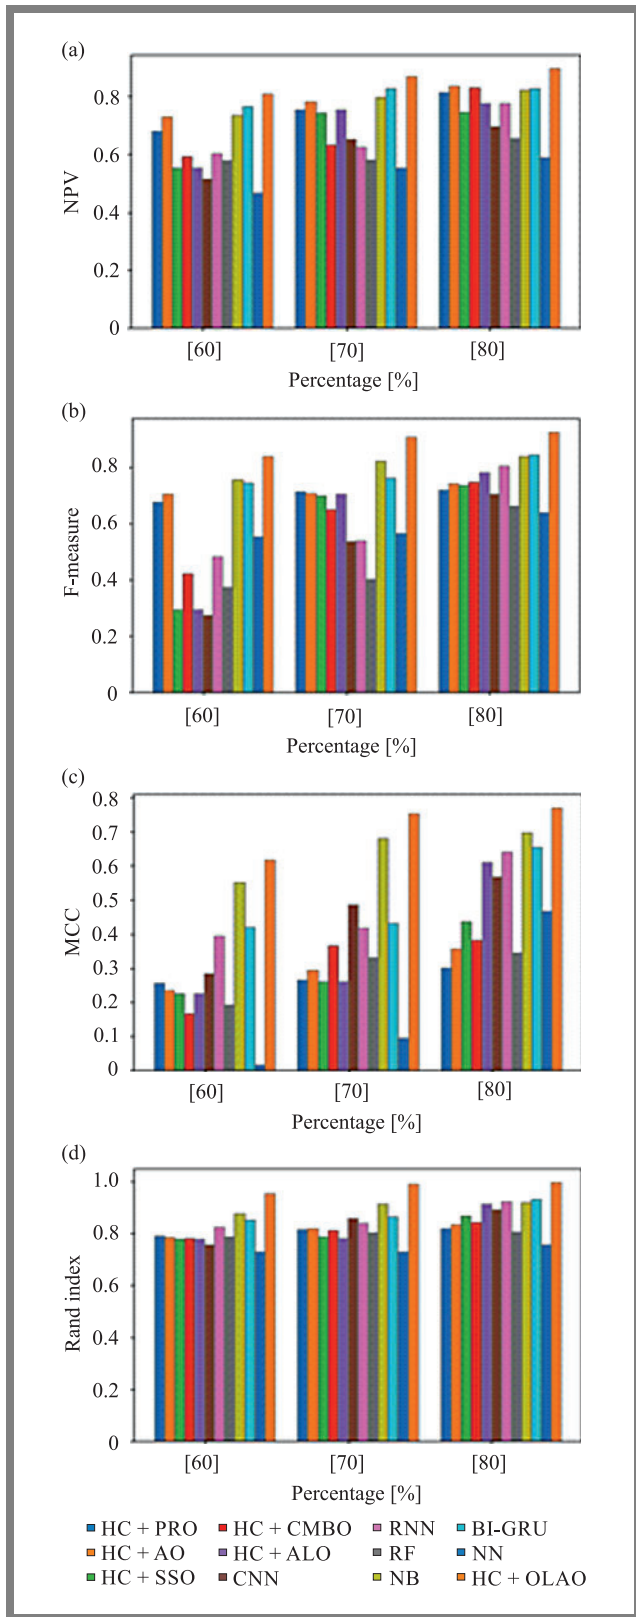 (a)
NPV
0.8
0.6
0.4
0.2
0
[60] [70] [80]
Percentage [%]
(b)
F-measure
0.8
0.6
0.4
0.2
0
[60] [70] [80]
Percentage [%]
(c)
MCC
0.8
0.7
0.6
0.5
0.4
0.3
0.2
0.1
0
[60] [70] [80]
Percentage [%]
(d)
Rand index
1.0
0.8
0.6
0.4
0.2
0
[60] [70] [80]
Percentage [%]
HC + PRO HC + CMBO RNN BI-GRU
HC + AO HC + ALO RF NN
HC + SSO CNN NB HC + OLAO